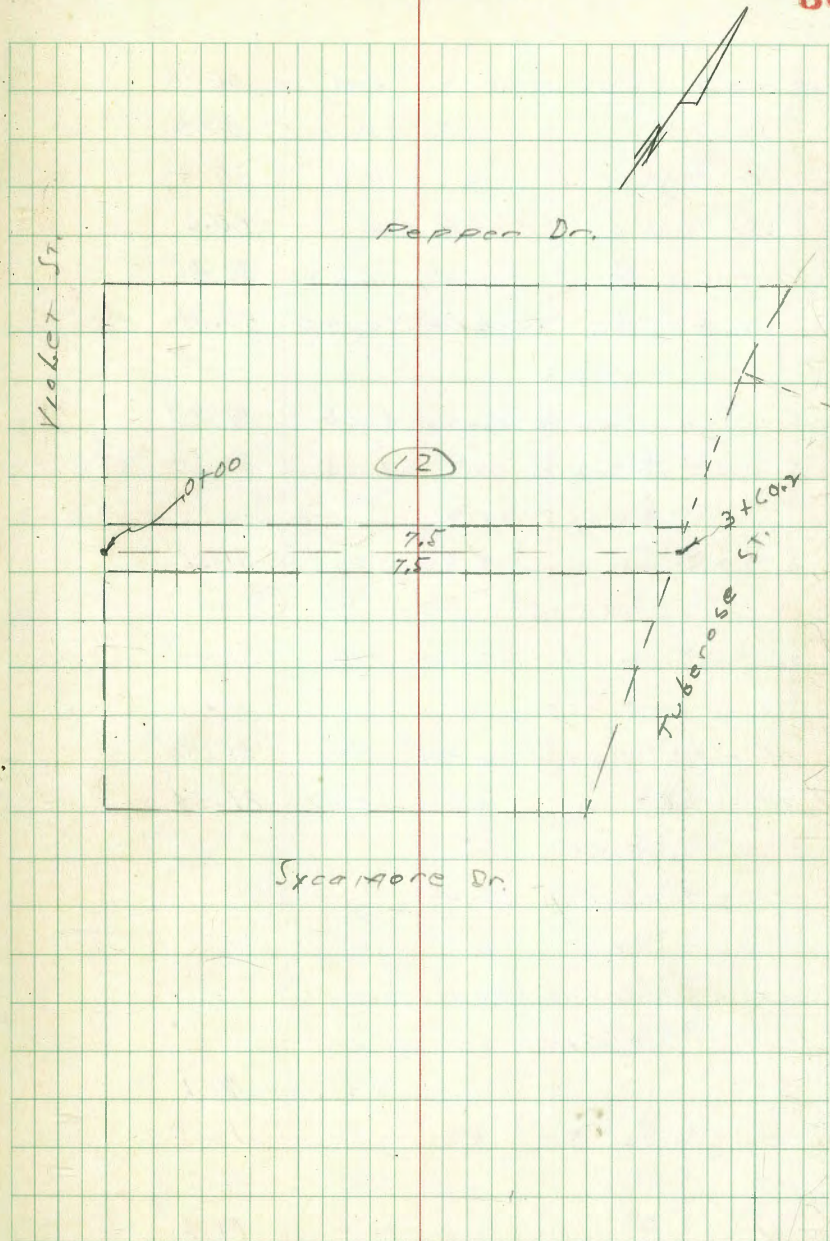 N
Pepper Dr.
Violet St.
0+00
12
7.5
7.5
3+60.2
Tuberose St.
Sycamore Dr.